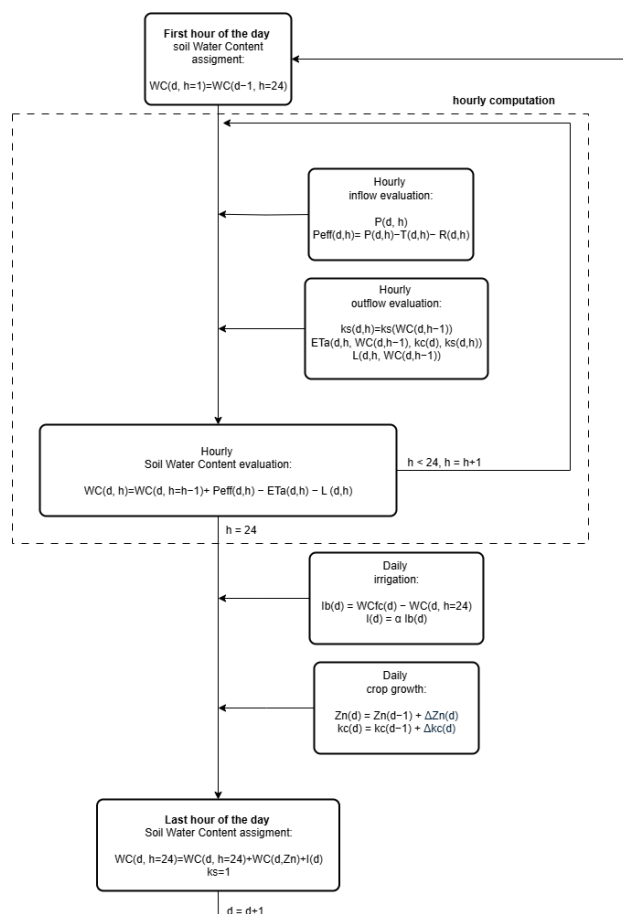 First hour of the day
soil Water Content
assigment:
WC(d, h=1)=WC(d−1, h=24)
hourly computation
Hourly
inflow evaluation:
P(d, h)
Peff(d,h)= P(d,h)−T(d,h)− R(d,h)
Hourly
outflow evaluation:
ks(d,h)=ks(WC(d,h−1))
ETa(d,h, WC(d,h−1), kc(d), ks(d,h))
L(d,h, WC(d,h−1))
Hourly
Soil Water Content evaluation:
WC(d, h)=WC(d, h=h−1)+ Peff(d,h) − ETa(d,h) − L (d,h)
h < 24, h = h+1
h = 24
Daily
irrigation:
Ib(d) = WCfc(d) − WC(d, h=24)
I(d) = α Ib(d)
Daily
crop growth:
Zn(d) = Zn(d−1) + ΔZn(d)
kc(d) = kc(d−1) + Δkc(d)
Last hour of the day
Soil Water Content assigment:
WC(d, h=24)=WC(d, h=24)+WC(d,Zn)+I(d)
ks=1
d = d+1